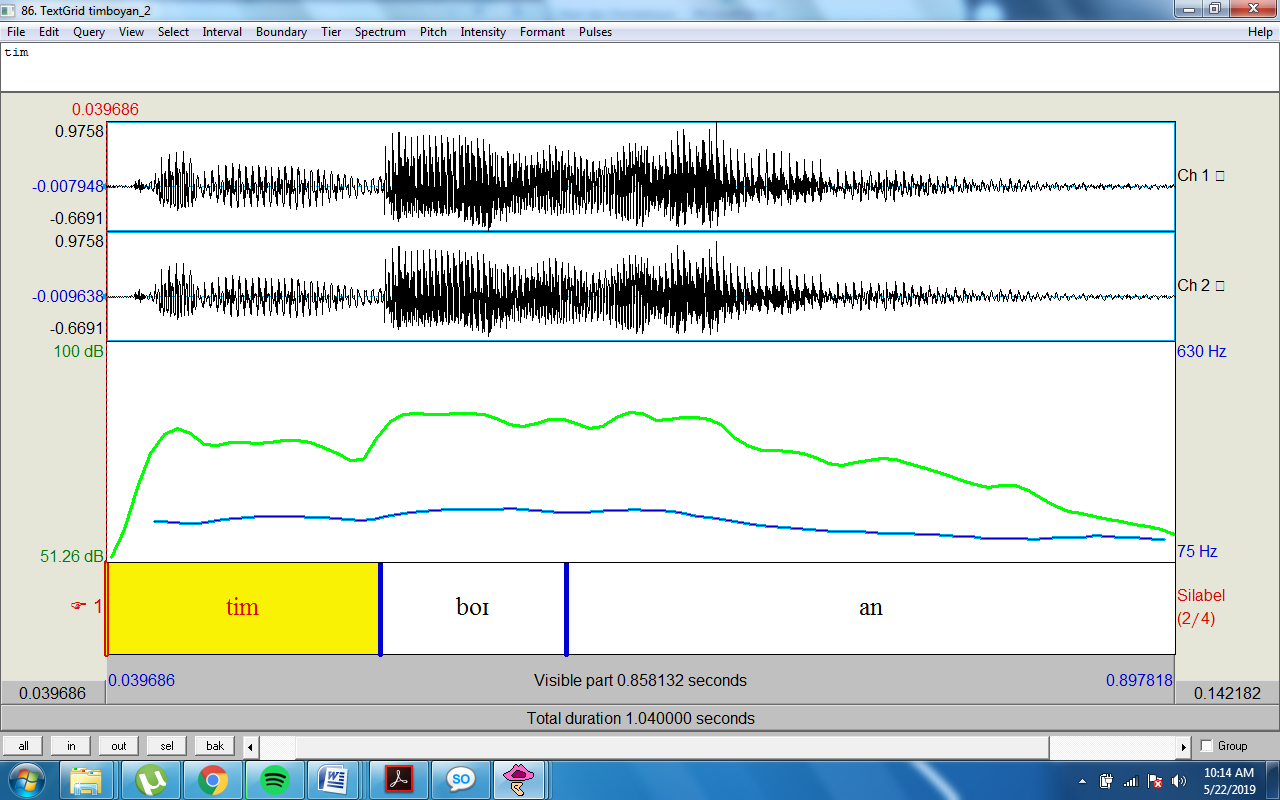 86. TextGrid timboyan_2
File Edit Query View Select Interval Boundary Tier Spectrum Pitch Intensity Formant Pulses Help
tim
0.039686
0.9758
-0.007948
-0.6691
Ch 1
0.9758
-0.009638
-0.6691
Ch 2
100 dB
630 Hz
51.26 dB
75 Hz
1
tim boɪ an
Silabel
(2/4)
0.039686 Visible part 0.858132 seconds 0.897818
0.039686
0.142182
Total duration 1.040000 seconds
all in out sel bak Group
µ W SO
10:14 AM
5/22/2019